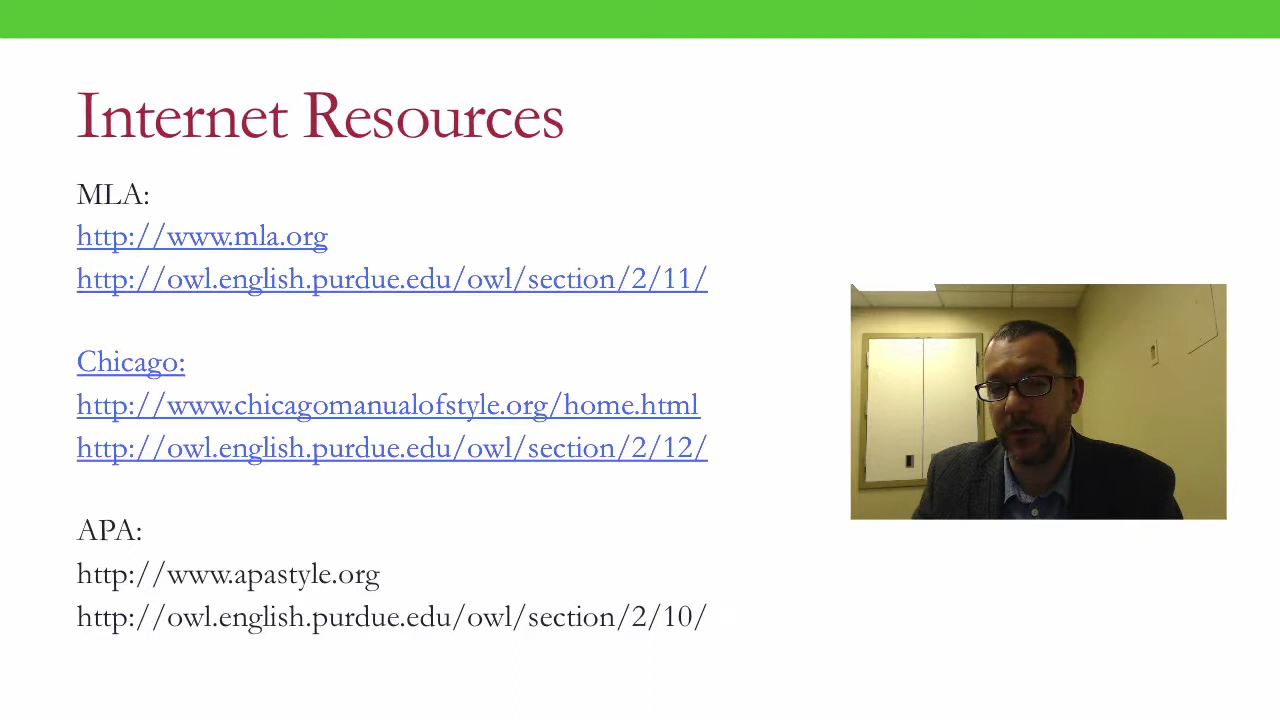 Internet Resources
MLA:
http://www.mla.org
http://owl.english.purdue.edu/owl/section/2/11/
Chicago:
http://www.chicagomanualofstyle.org/home.html
http://owl.english.purdue.edu/owl/section/2/12/
APA:
http://www.apastyle.org
http://owl.english.purdue.edu/owl/section/2/10/